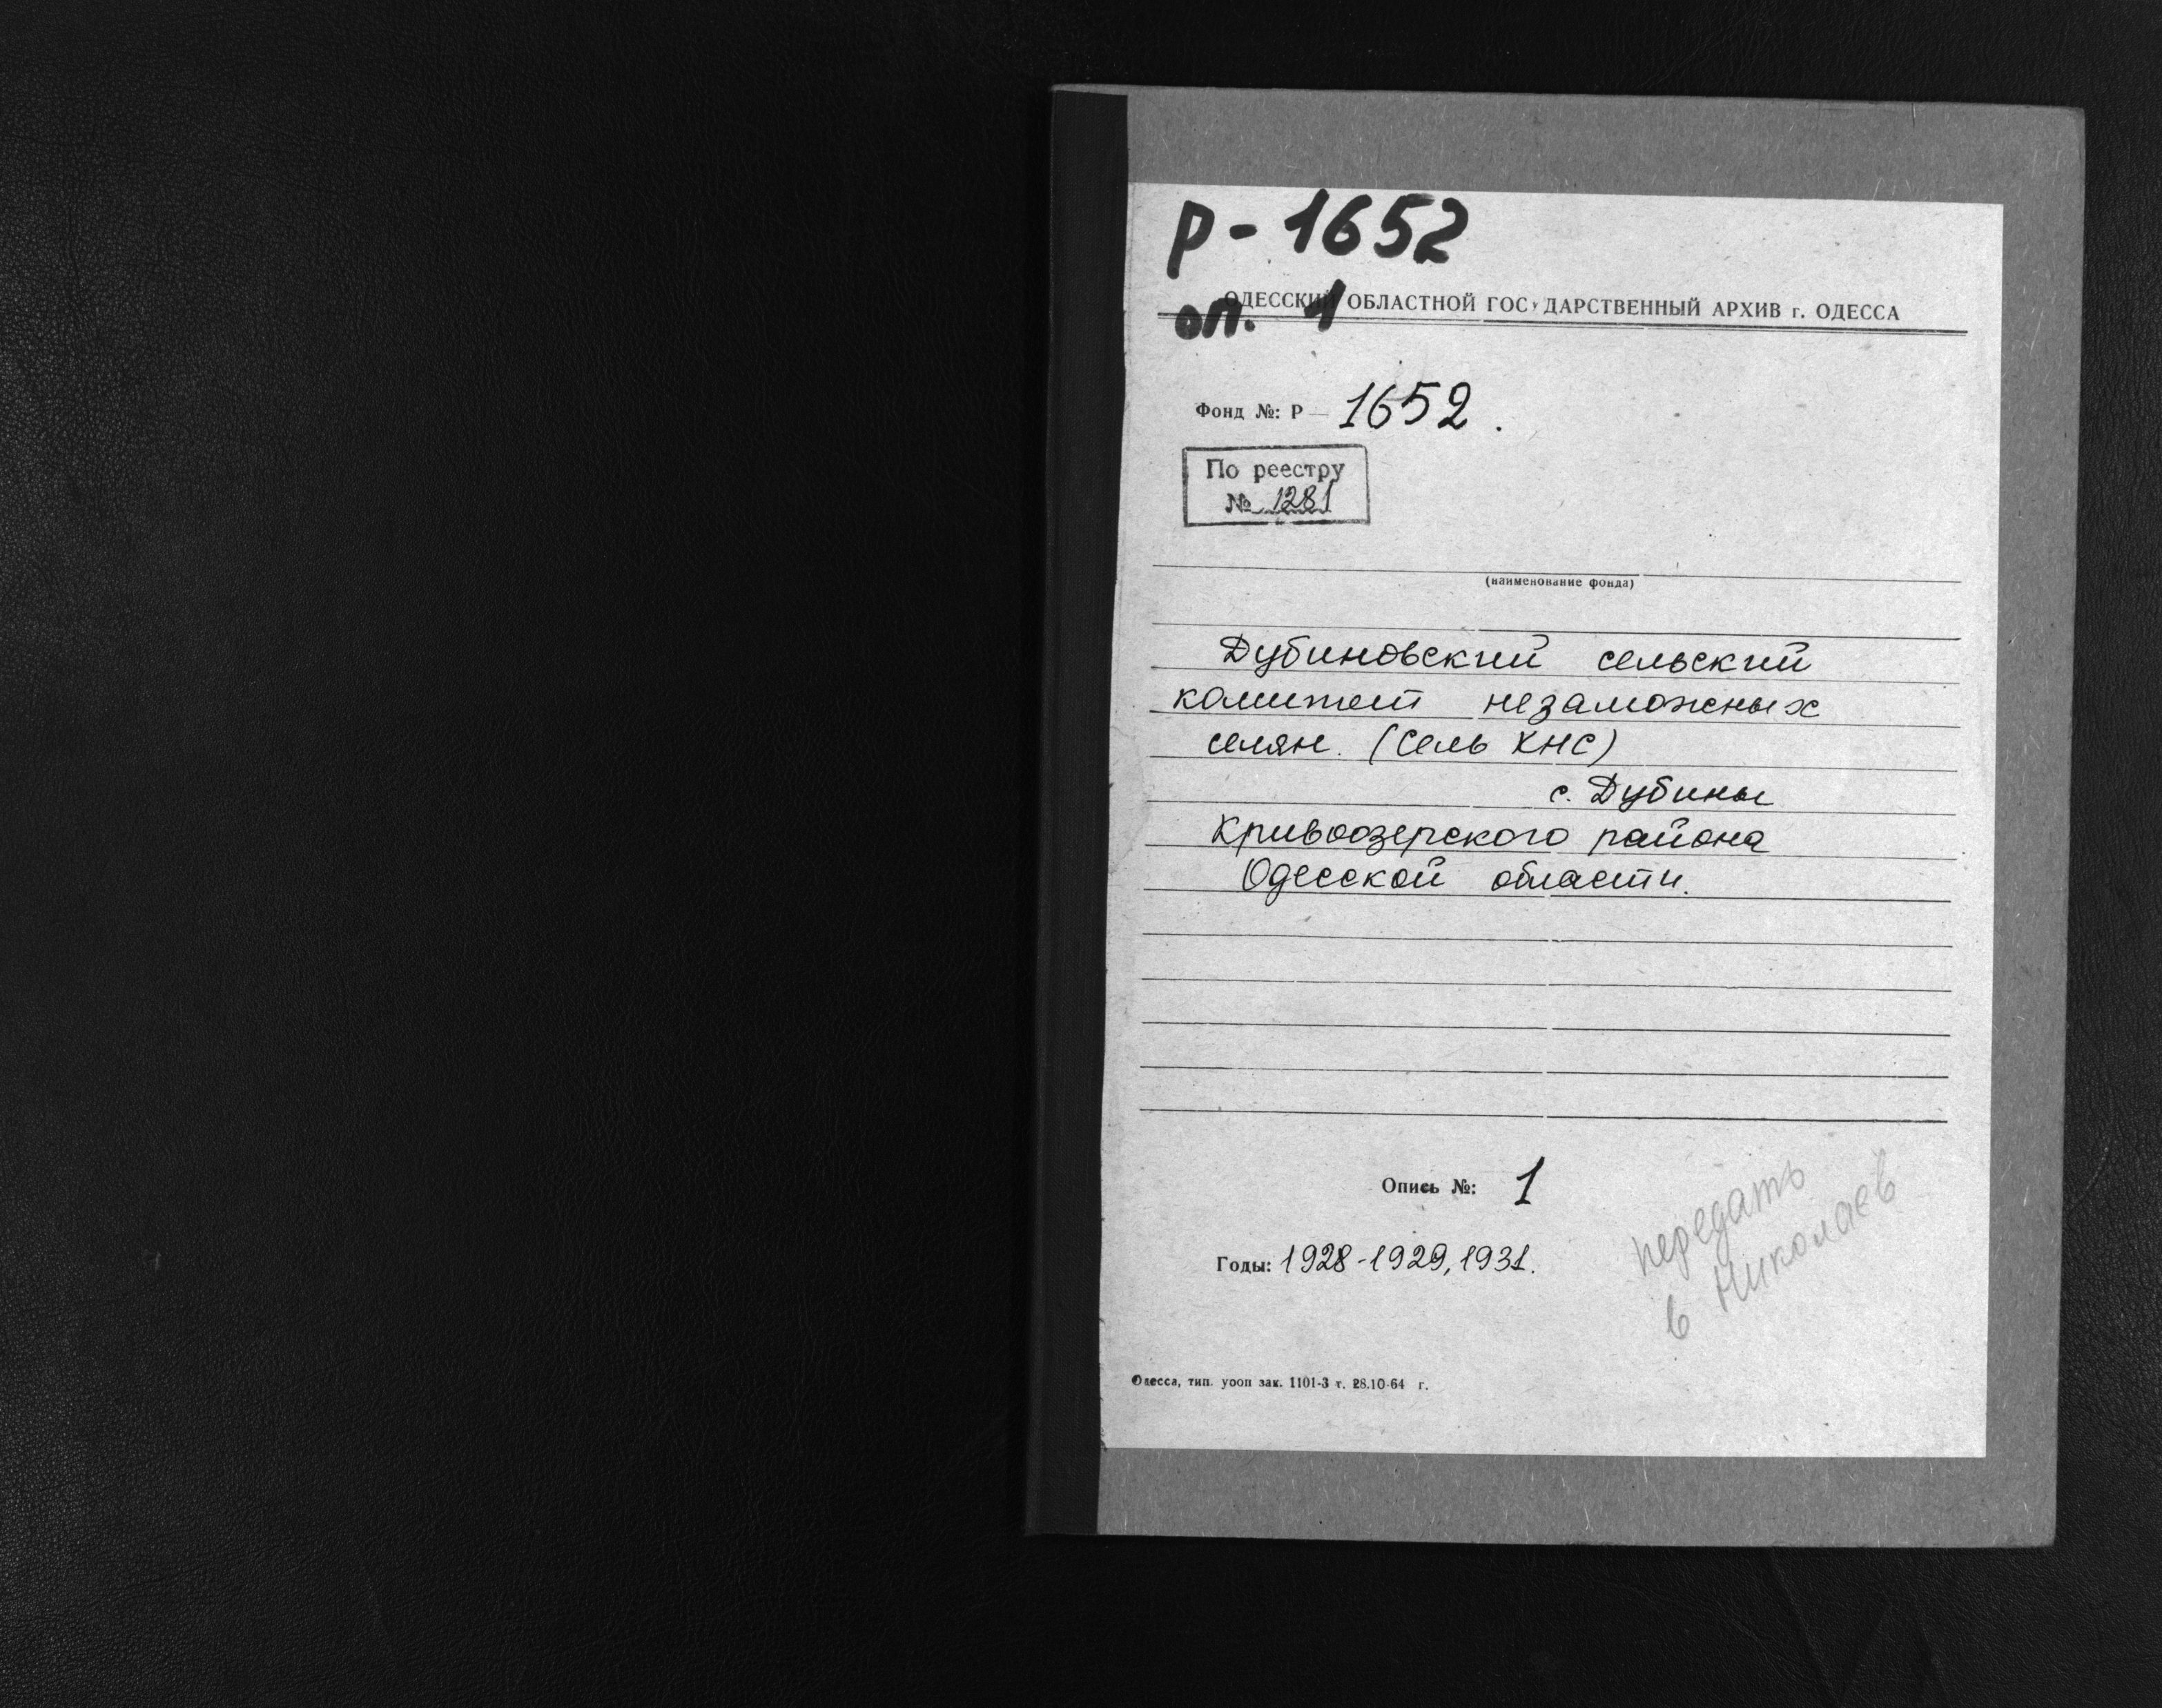 Р-1652
оп. 1
ОДЕССКИЙ ОБЛАСТНОЙ ГОСУДАРСТВЕННЫЙ АРХИВ г. ОДЕССА
Фонд №: Р— 1652.
По реестру
№ 1281
(наименование фонда)
Дубиновский сельский
комитет незаможных
селян. (Сель КНС)
с. Дубины
Кривоозерского района
Одесской области.
Опись №: 1
Годы: 1928-1929, 1931.
передать
в Николаев
Одесса, тип. уооп зак. 1101-3 т. 28.10-64 г.